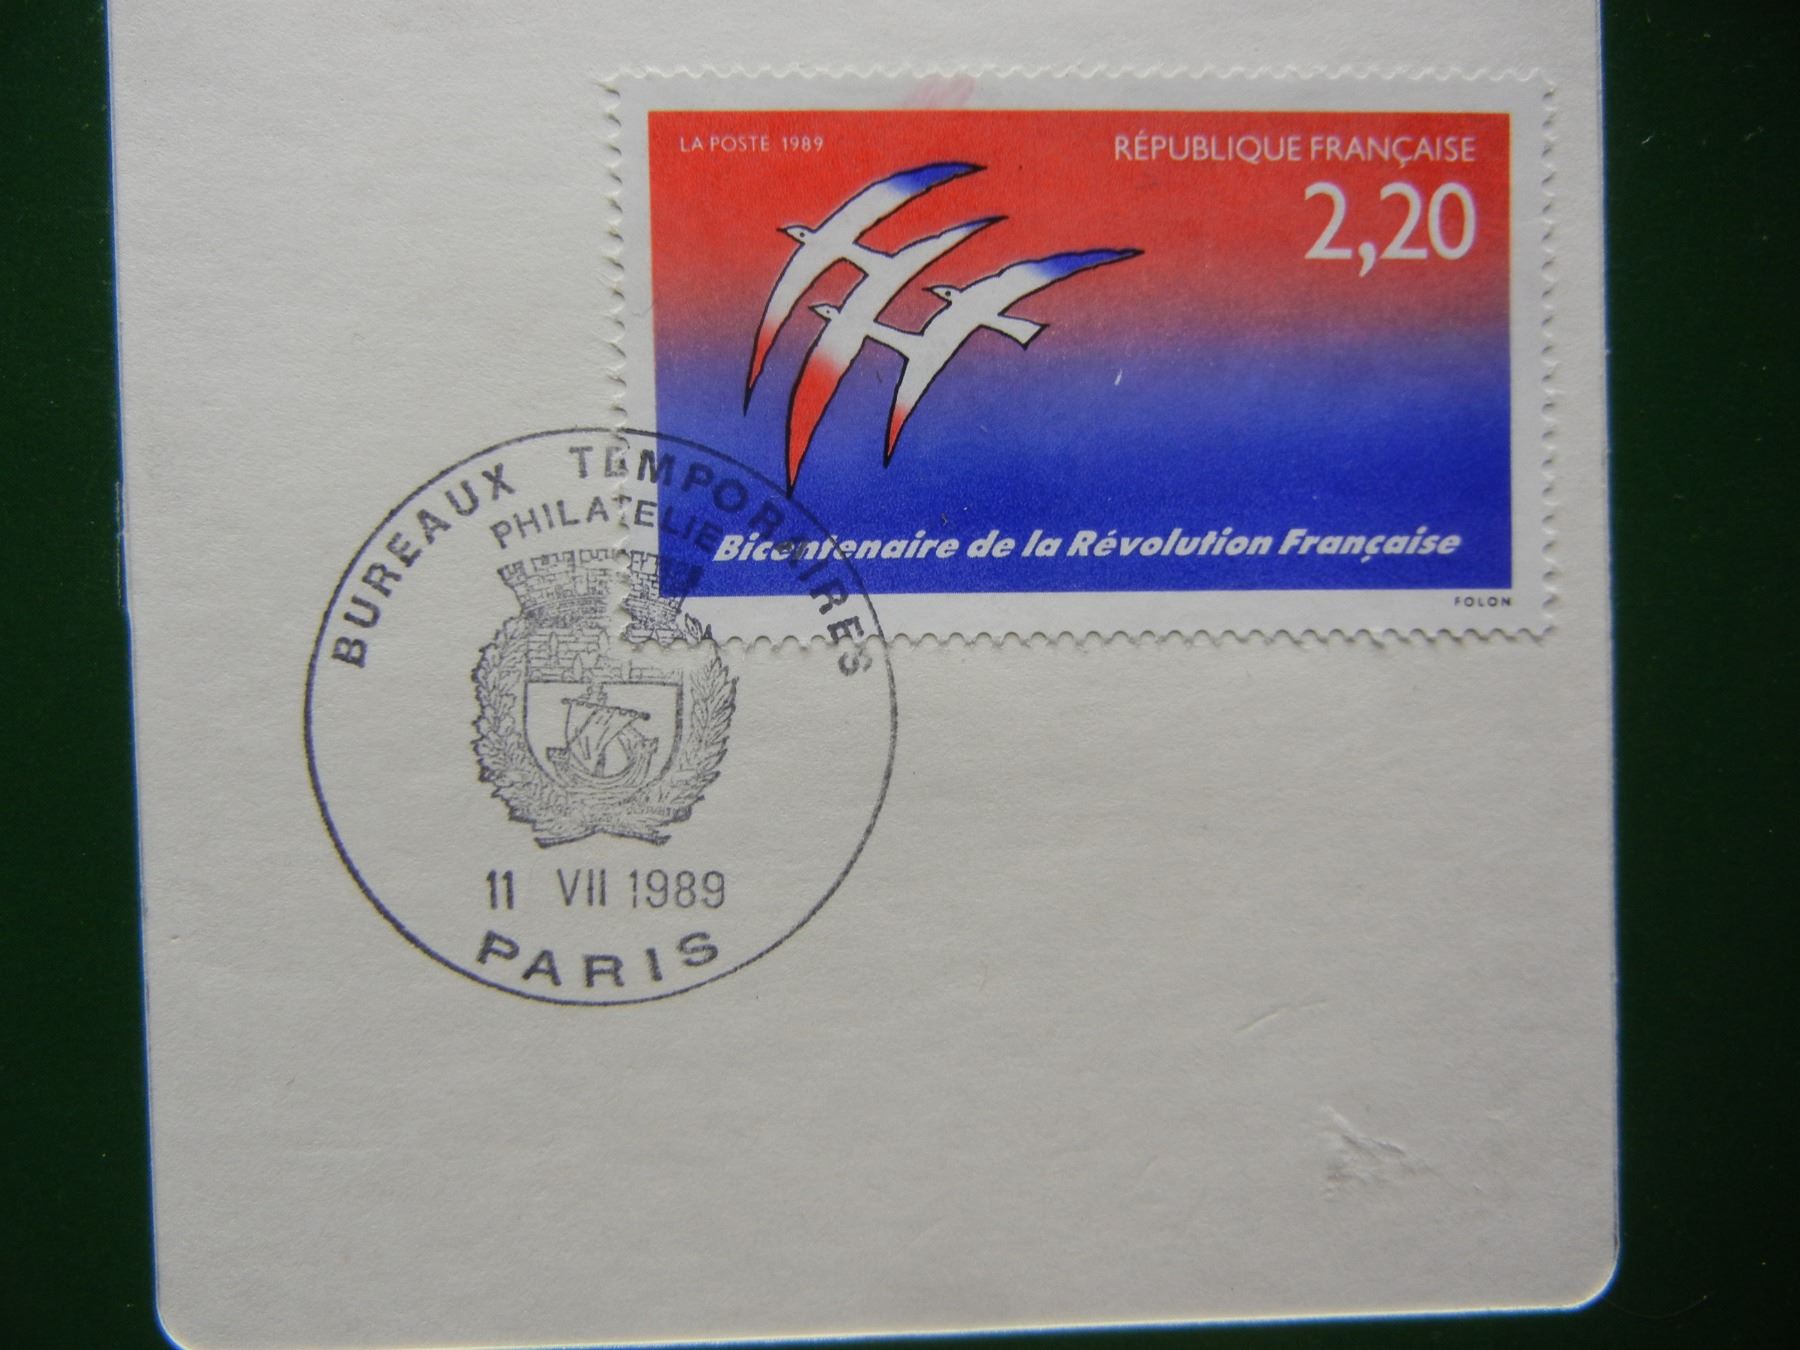 LA POSTE 1989
RÉPUBLIQUE FRANÇAISE
2,20
Bicentenaire de la Révolution Française
FOLON
BUREAUX TEMPORAIRES
PHILATELIE
11 VII 1989
PARIS